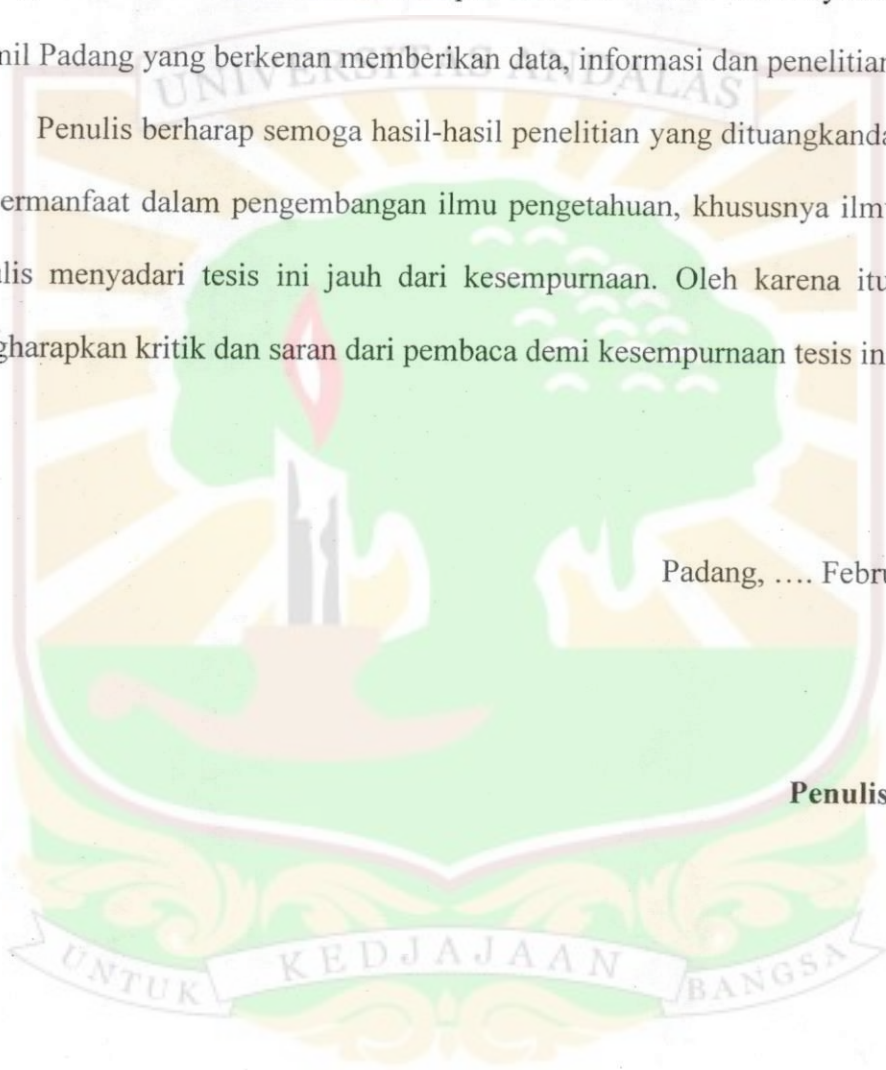 nil Padang yang berkenan memberikan data, informasi dan penelitian
UNIVERSITAS ANDALAS
Penulis berharap semoga hasil-hasil penelitian yang dituangkanda
ermanfaat dalam pengembangan ilmu pengetahuan, khususnya ilm
lis menyadari tesis ini jauh dari kesempurnaan. Oleh karena itu
gharapkan kritik dan saran dari pembaca demi kesempurnaan tesis in
Padang, .... Febru
Penulis
UNTUK KEDJAJAAN BANGSA